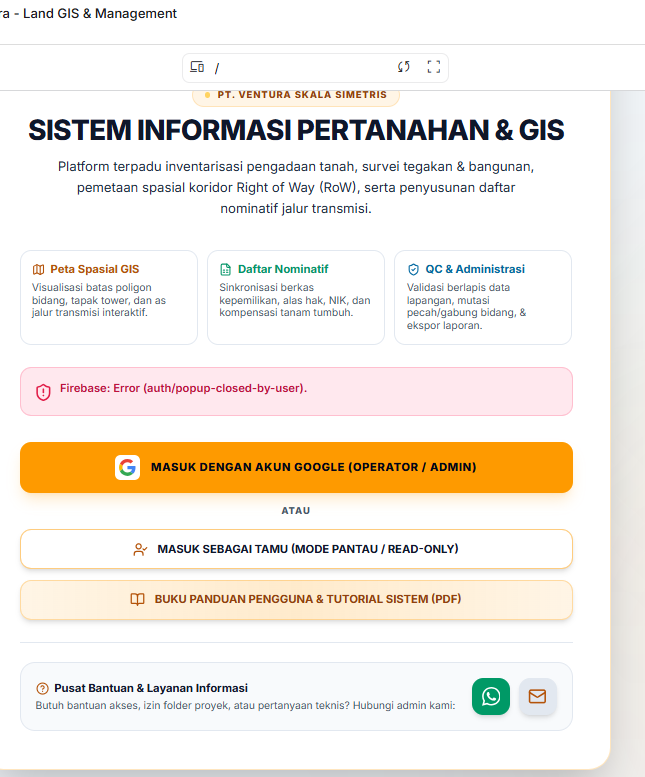 ra - Land GIS & Management
/
PT. VENTURA SKALA SIMETRIS
SISTEM INFORMASI PERTANAHAN & GIS
Platform terpadu inventarisasi pengadaan tanah, survei tegakan & bangunan,
pemetaan spasial koridor Right of Way (RoW), serta penyusunan daftar
nominatif jalur transmisi.
Peta Spasial GIS
Visualisasi batas poligon
bidang, tapak tower, dan as
jalur transmisi interaktif.
Daftar Nominatif
Sinkronisasi berkas
kepemilikan, alas hak, NIK, dan
kompensasi tanam tumbuh.
QC & Administrasi
Validasi berlapis data
lapangan, mutasi
pecah/gabung bidang, &
ekspor laporan.
Firebase: Error (auth/popup-closed-by-user).
MASUK DENGAN AKUN GOOGLE (OPERATOR / ADMIN)
ATAU
MASUK SEBAGAI TAMU (MODE PANTAU / READ-ONLY)
BUKU PANDUAN PENGGUNA & TUTORIAL SISTEM (PDF)
Pusat Bantuan & Layanan Informasi
Butuh bantuan akses, izin folder proyek, atau pertanyaan teknis? Hubungi admin kami: